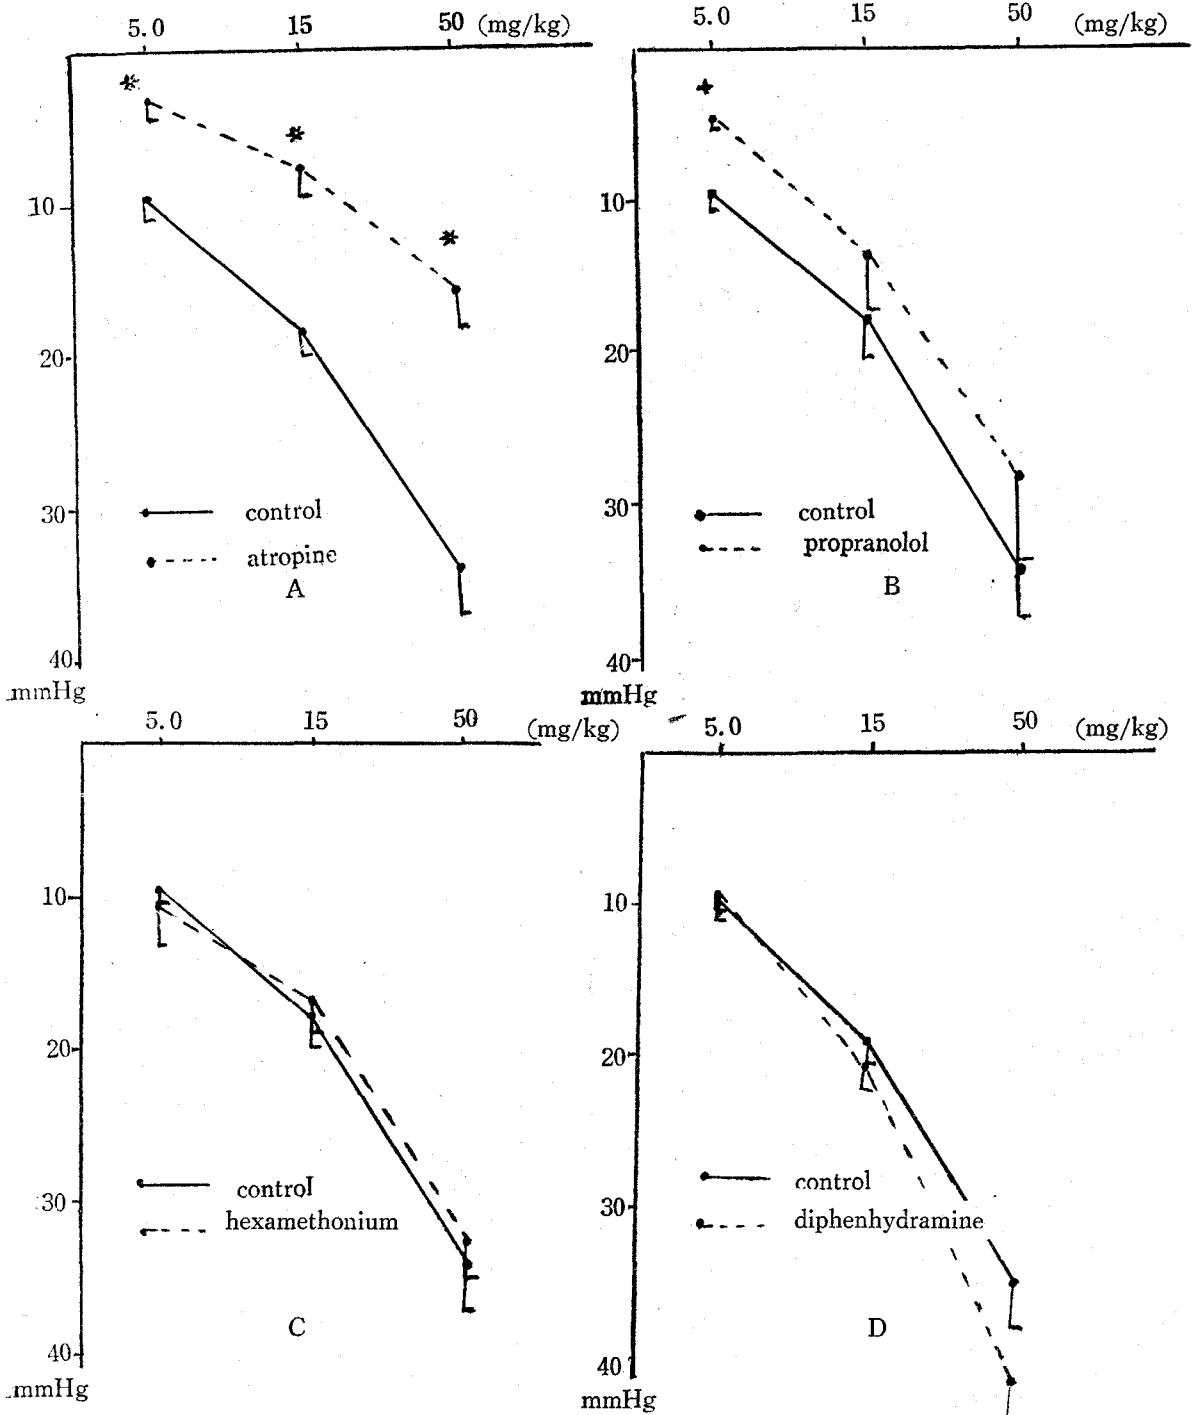 5.0 15 50 (mg/kg)
*
*
*
10
20
30
40
mmHg
control
atropine
A
5.0 15 50 (mg/kg)
+
10
20
30
40
mmHg
control
propranolol
B
5.0 15 50 (mg/kg)
10
20
30
40
mmHg
control
hexamethonium
C
5.0 15 50 (mg/kg)
10
20
30
40
mmHg
control
diphenhydramine
D